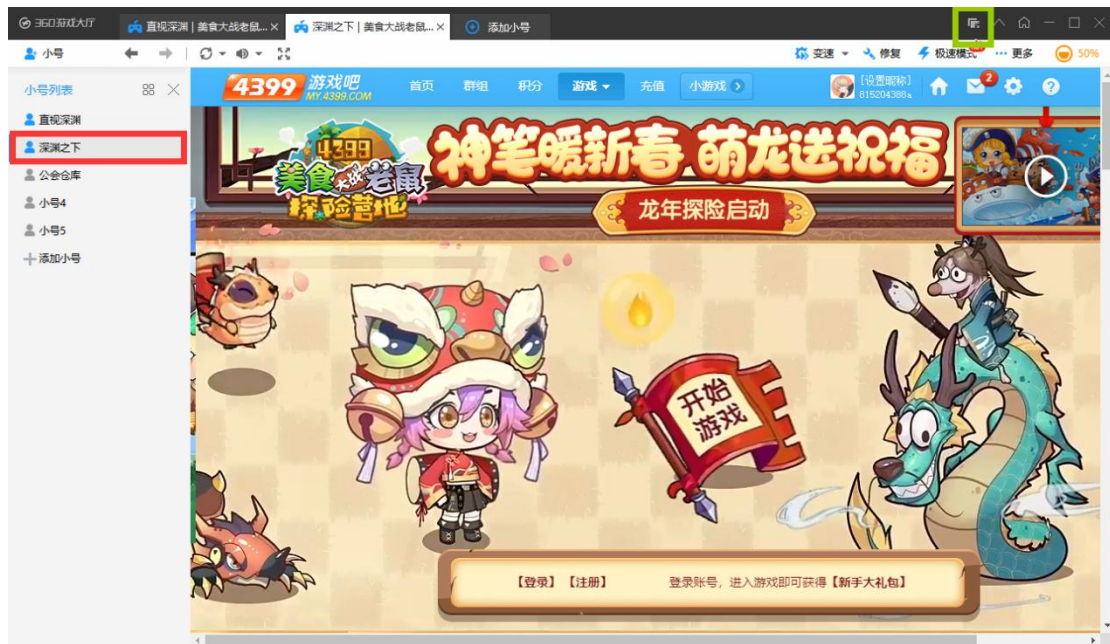 360游戏大厅
直视深渊 | 美食大战老鼠...
深渊之下 | 美食大战老鼠...
添加小号
小号
变速
修复
极速模式
更多
50%
小号列表
直视深渊
深渊之下
公会仓库
小号4
小号5
添加小号
4399 游戏吧
MY.4399.COM
首页
群组
积分
游戏
充值
小游戏
[设置昵称]
815204388a
2
4399
美食大战老鼠
探险营地
神笔暖新春 萌龙送祝福
龙年探险启动
开始
游戏
【登录】【注册】 登录账号，进入游戏即可获得【新手大礼包】